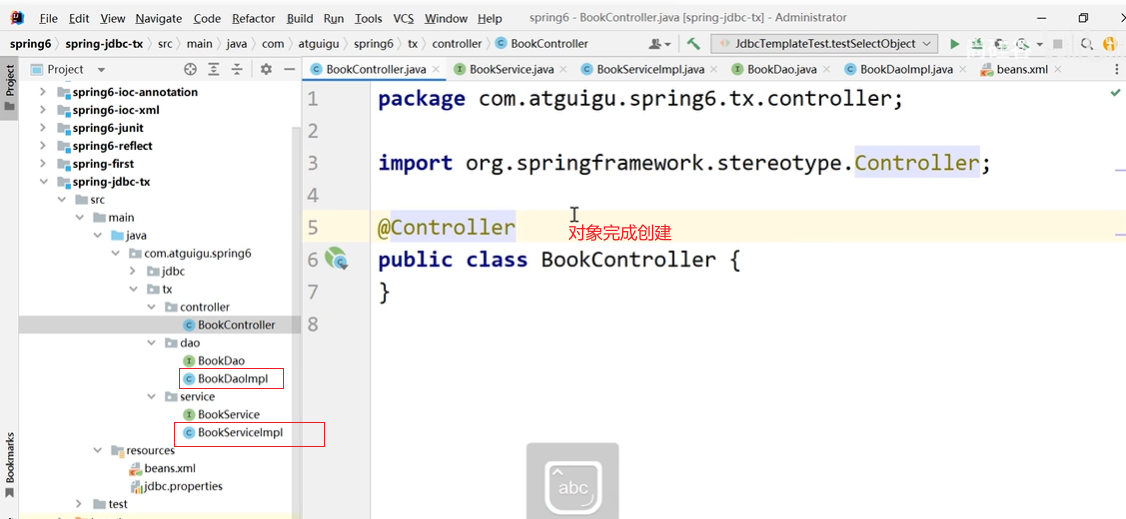 File Edit View Navigate Code Refactor Build Run Tools VCS Window Help spring6 - BookController.java [spring-jdbc-tx] - Administrator
spring6 spring-jdbc-tx src main java com atguigu spring6 tx controller BookController JdbcTemplateTest.testSelectObject
Project
Project
BookController.java BookService.java BookServiceImpl.java BookDao.java BookDaoImpl.java beans.xml
spring6-ioc-annotation
spring6-ioc-xml
spring6-junit
spring6-reflect
spring-first
spring-jdbc-tx
src
main
java
com.atguigu.spring6
jdbc
tx
controller
BookController
dao
BookDao
BookDaoImpl
service
BookService
BookServiceImpl
resources
beans.xml
jdbc.properties
test
Bookmarks
1 package com.atguigu.spring6.tx.controller;
2
3 import org.springframework.stereotype.Controller;
4
5 @Controller
对象完成创建
6 public class BookController {
7 }
8
abc